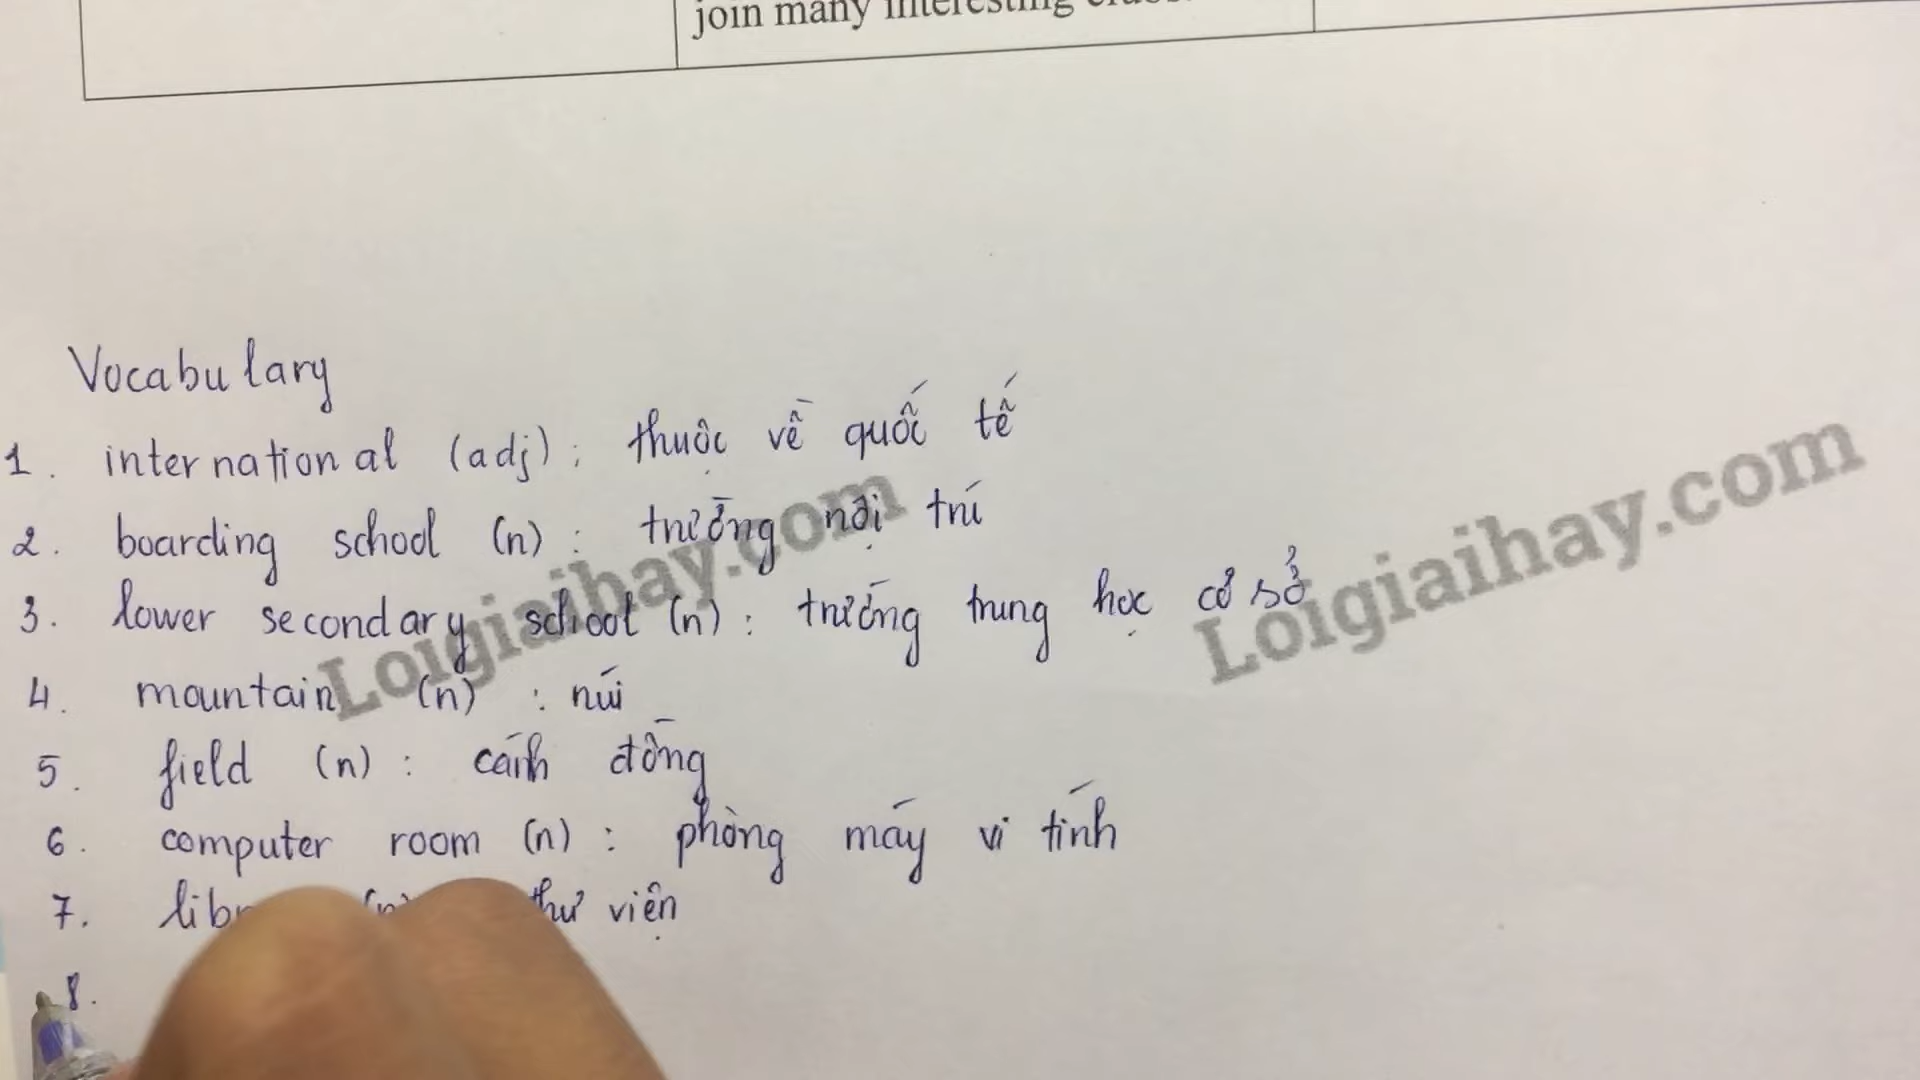 join many interesting clubs.
Vocabulary
1. international (adj): thuộc về quốc tế
2. boarding school (n): trường nội trú
3. lower secondary school (n): trường trung học cơ sở
4. mountain (n): núi
5. field (n): cánh đồng
6. computer room (n): phòng máy vi tính
7. (n) thư viện
8.
Loigiaihay.com
Loigiaihay.com